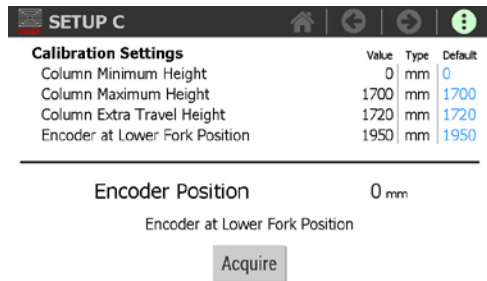 SETUP C
Calibration Settings Value Type Default
Column Minimum Height 0 mm 0
Column Maximum Height 1700 mm 1700
Column Extra Travel Height 1720 mm 1720
Encoder at Lower Fork Position 1950 mm 1950
Encoder Position 0 mm
Encoder at Lower Fork Position
Acquire